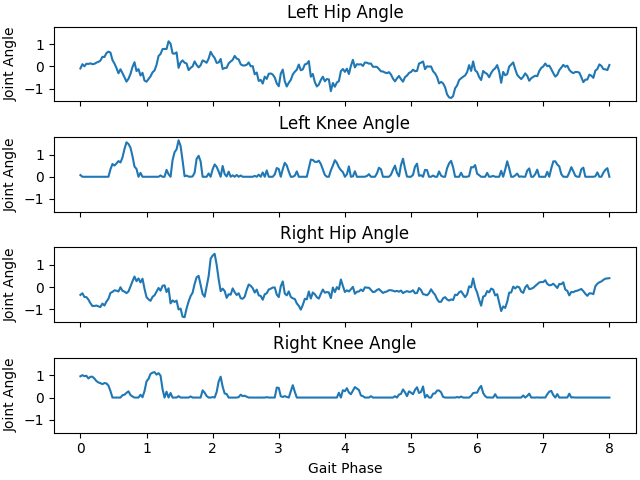 Left Hip Angle
Joint Angle
1
0
−1
Left Knee Angle
Joint Angle
1
0
−1
Right Hip Angle
Joint Angle
1
0
−1
Right Knee Angle
Joint Angle
1
0
−1
0 1 2 3 4 5 6 7 8
Gait Phase